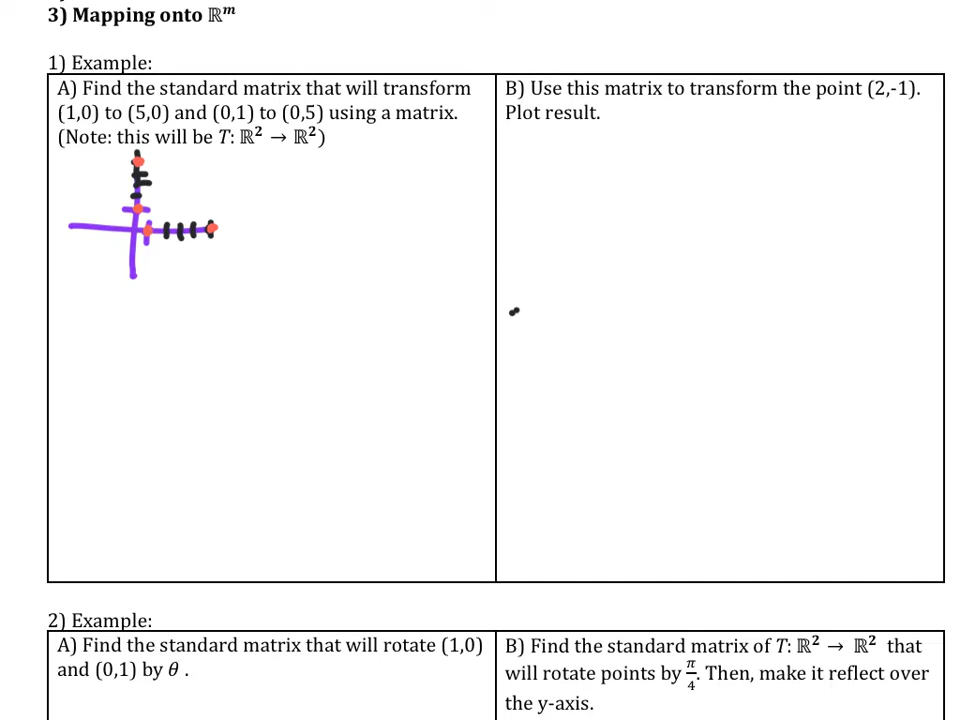 3) Mapping onto ℝᵐ
1) Example:
A) Find the standard matrix that will transform
(1,0) to (5,0) and (0,1) to (0,5) using a matrix.
(Note: this will be T: ℝ² → ℝ²)
B) Use this matrix to transform the point (2,-1).
Plot result.
2) Example:
A) Find the standard matrix that will rotate (1,0)
and (0,1) by θ .
B) Find the standard matrix of T: ℝ² → ℝ² that
will rotate points by π/4. Then, make it reflect over
the y-axis.